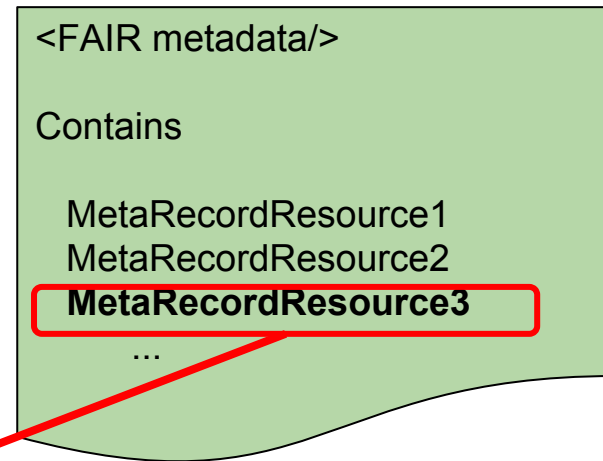 <FAIR metadata/>
Contains
MetaRecordResource1
MetaRecordResource2
MetaRecordResource3
...